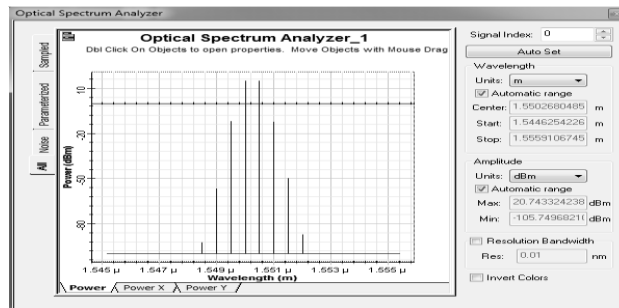 Optical Spectrum Analyzer
Optical Spectrum Analyzer_1
Dbl Click On Objects to open properties. Move Objects with Mouse Drag
Sampled
Parameterized
Noise
All
Power (dBm)
10
-20
-50
-80
1.545 µ 1.547 µ 1.549 µ 1.551 µ 1.553 µ 1.555 µ
Wavelength (m)
Power Power X Power Y
Signal Index: 0
Auto Set
Wavelength
Units: m
Automatic range
Center: 1.5502680485 m
Start: 1.5446254226 m
Stop: 1.5559106745 m
Amplitude
Units: dBm
Automatic range
Max: 20.743324238 dBm
Min: -105.7496821( dBm
Resolution Bandwidth
Res: 0.01 nm
Invert Colors